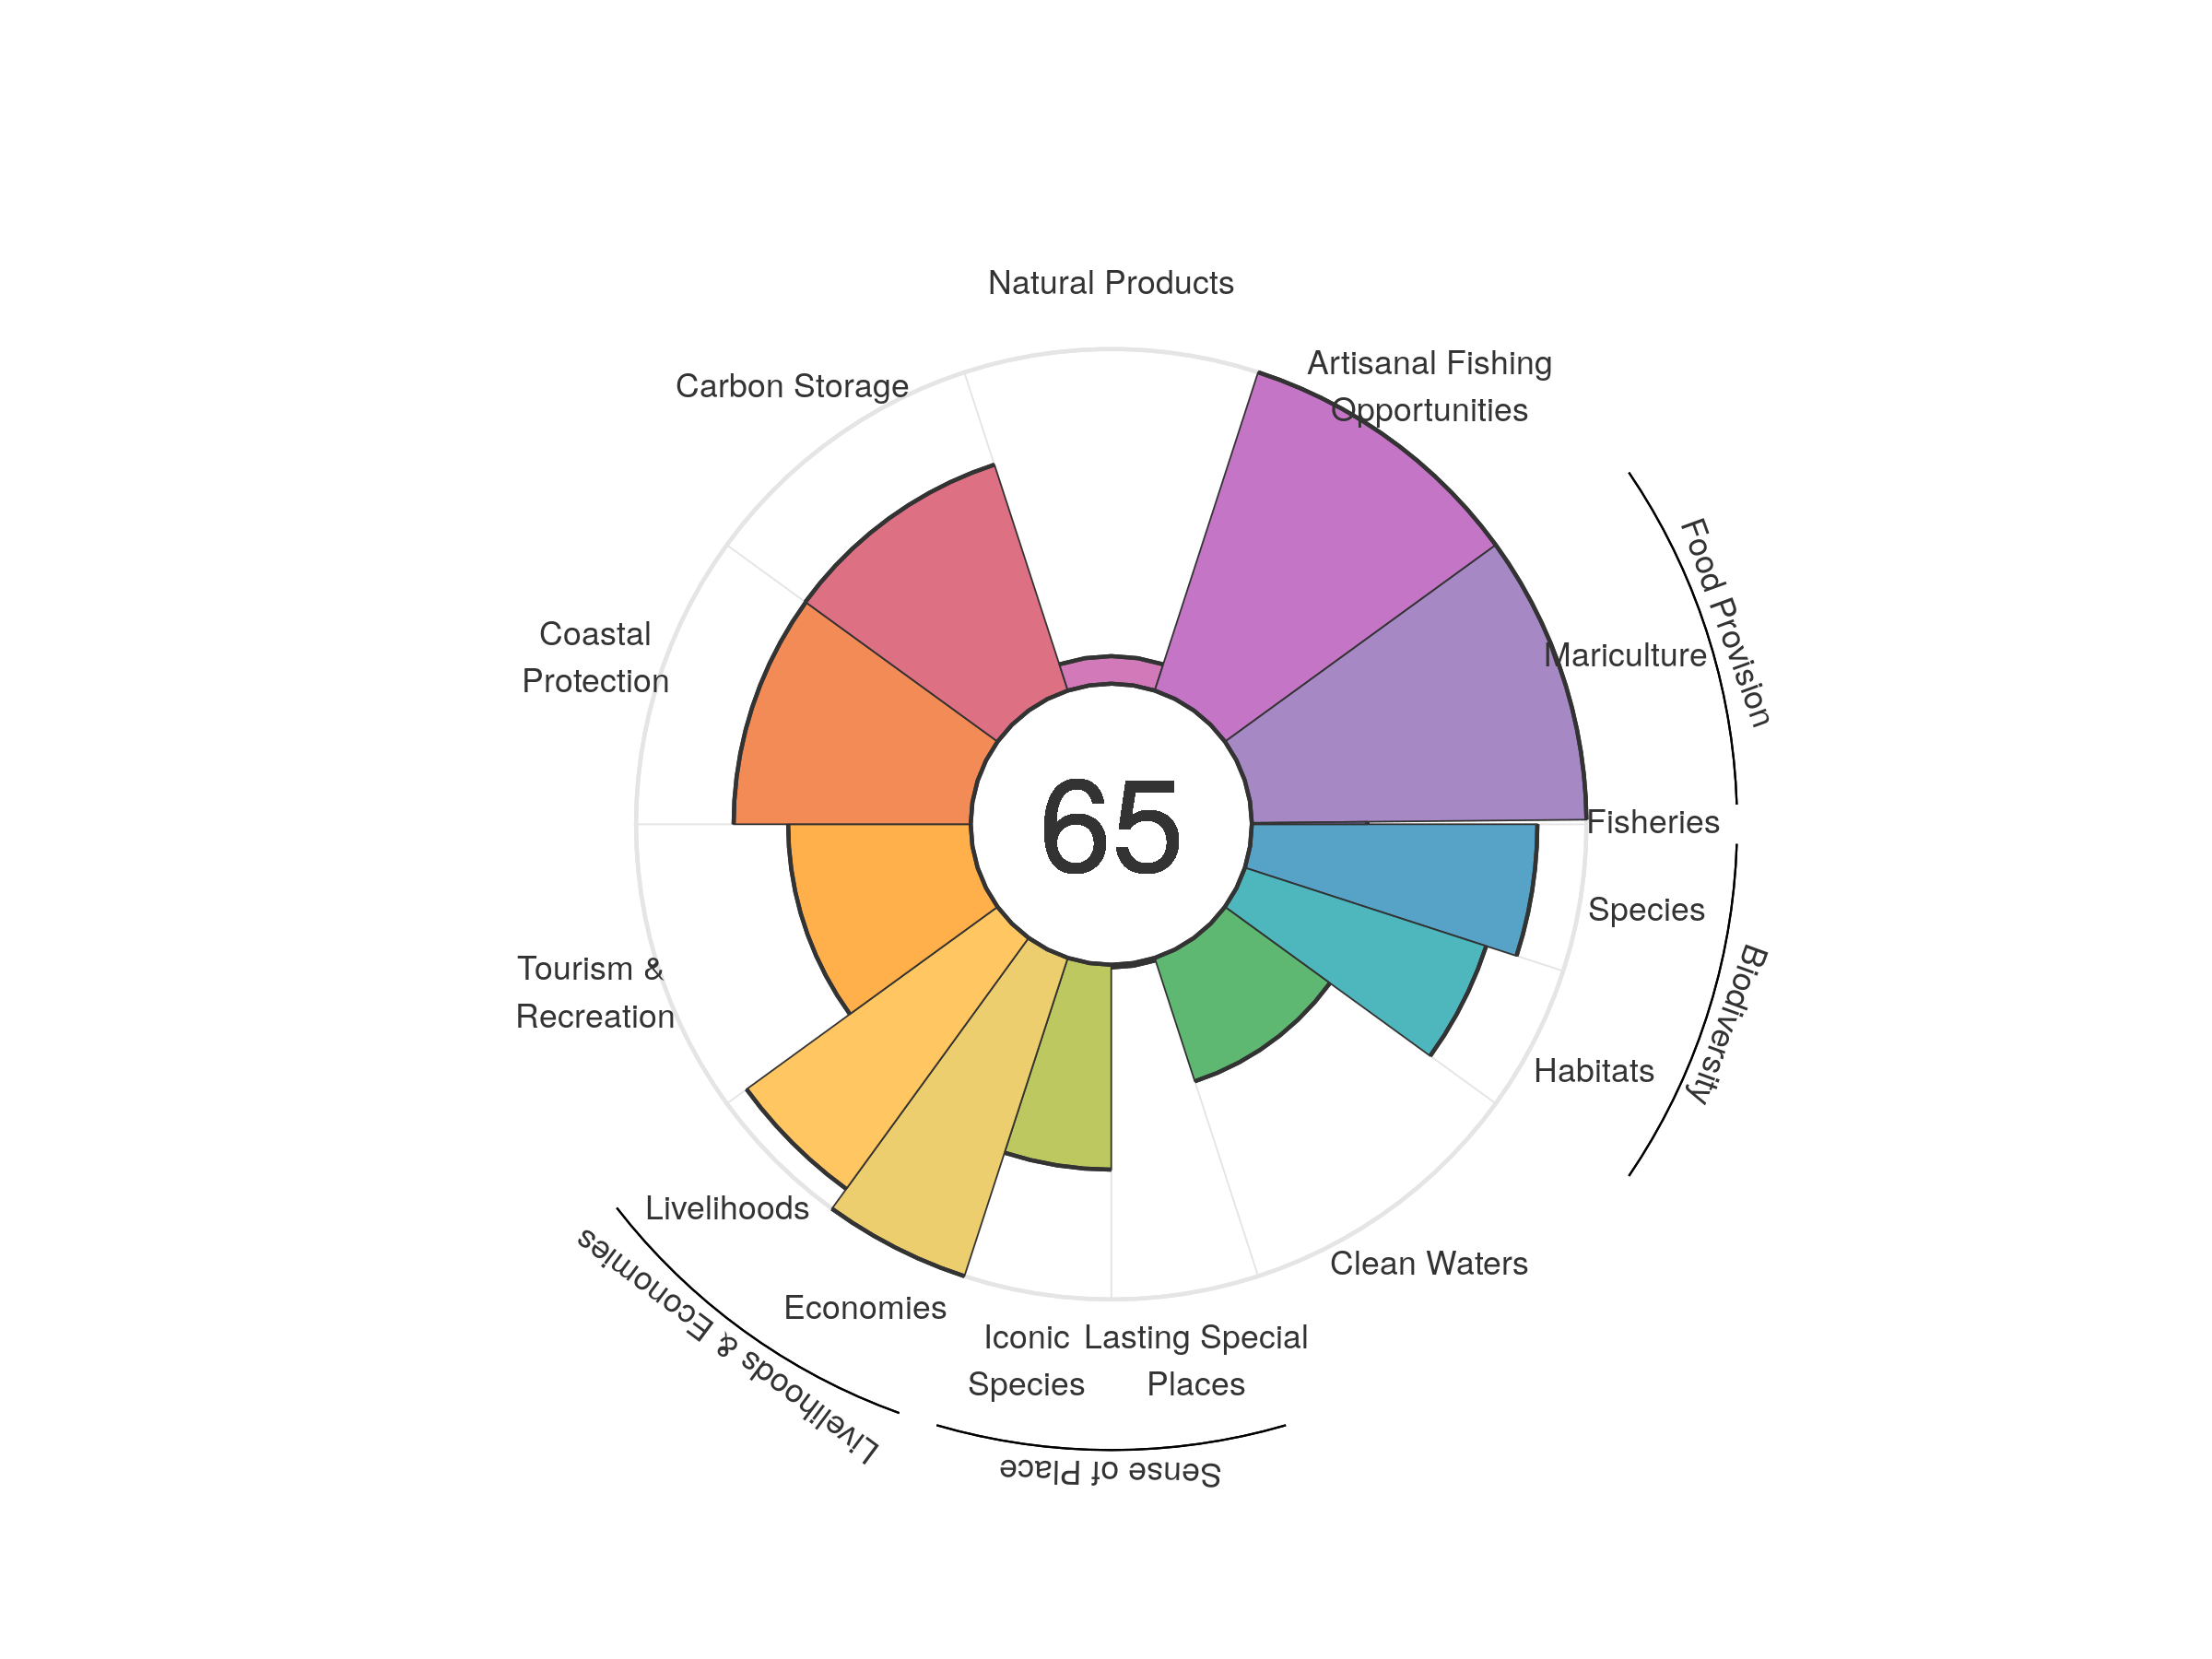 Natural Products
Artisanal Fishing
Opportunities
Carbon Storage
Food Provision
Coastal
Protection
Mariculture
65
Fisheries
Species
Biodiversity
Tourism &
Recreation
Habitats
Livelihoods
Livelihoods & Economies
Clean Waters
Economies
Iconic
Species
Lasting Special
Places
Sense of Place